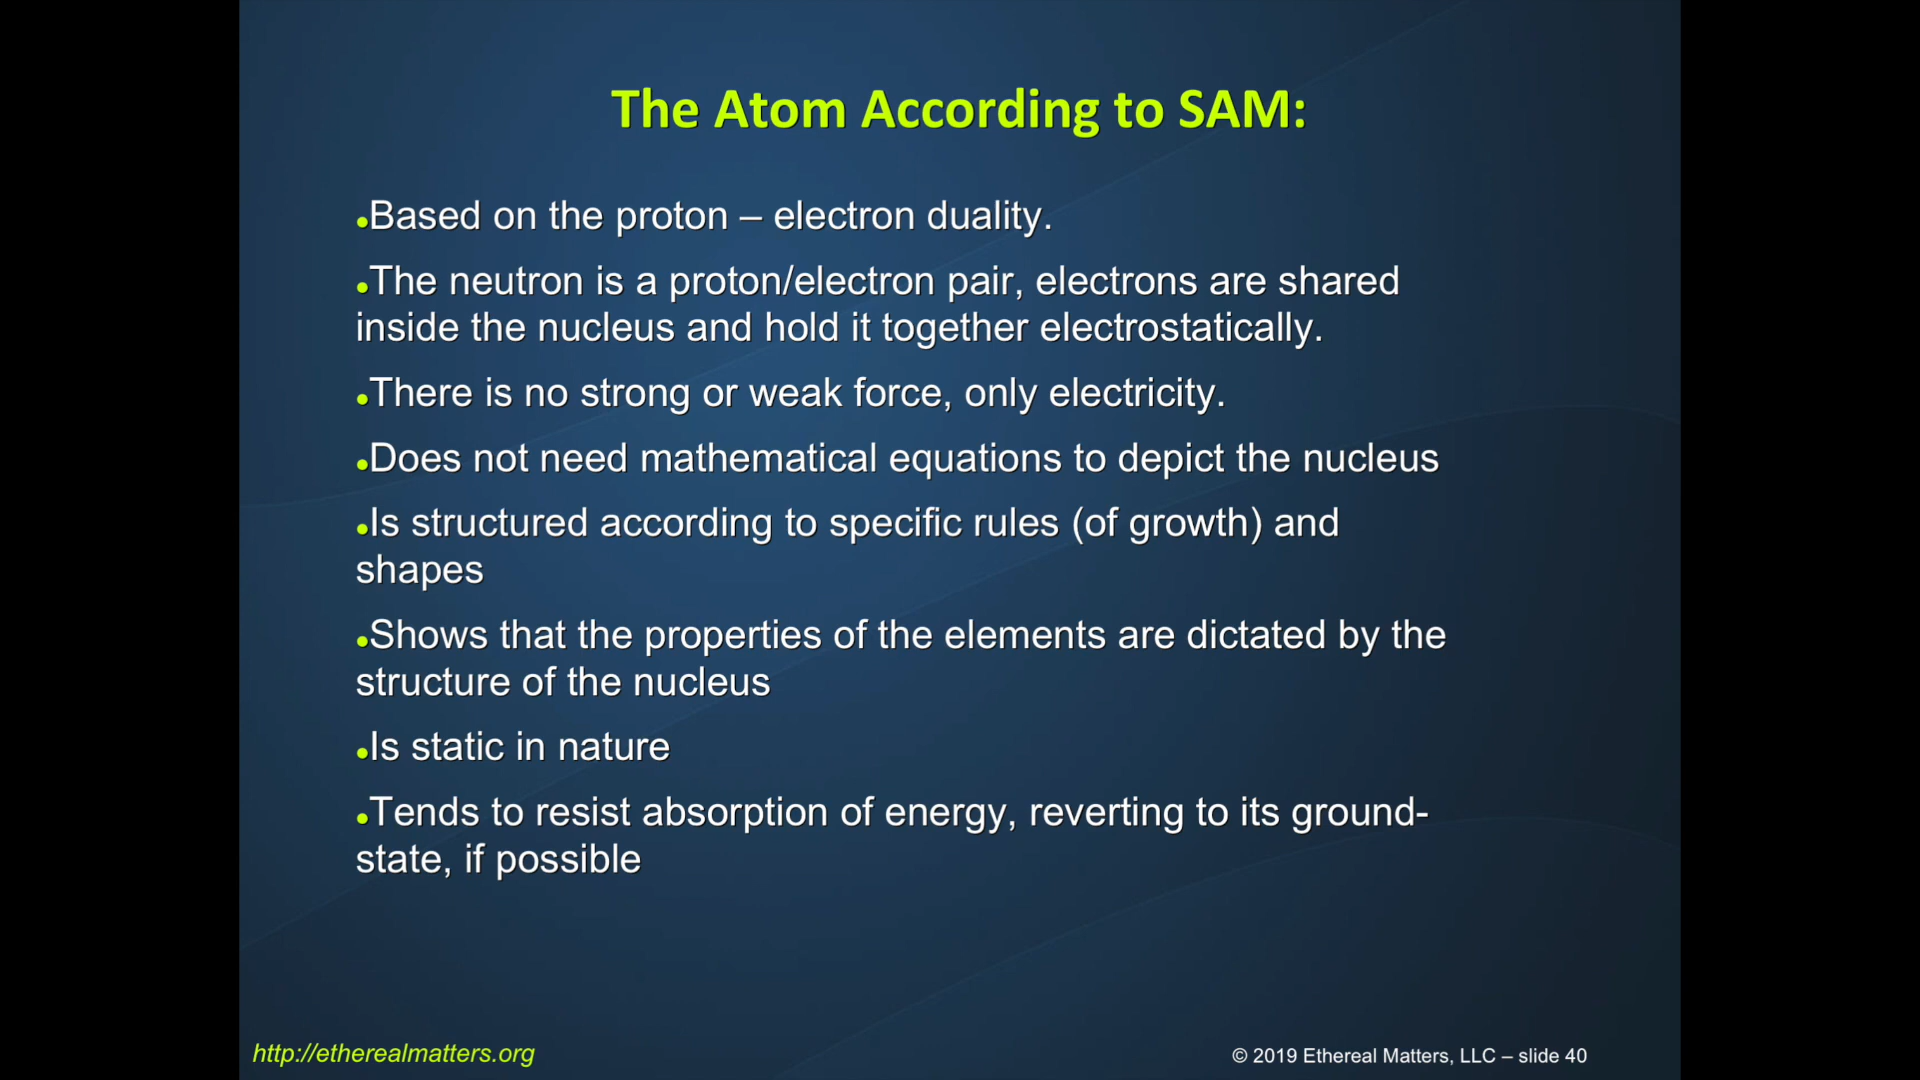 The Atom According to SAM:
•Based on the proton – electron duality.
•The neutron is a proton/electron pair, electrons are shared
inside the nucleus and hold it together electrostatically.
•There is no strong or weak force, only electricity.
•Does not need mathematical equations to depict the nucleus
•Is structured according to specific rules (of growth) and
shapes
•Shows that the properties of the elements are dictated by the
structure of the nucleus
•Is static in nature
•Tends to resist absorption of energy, reverting to its ground-
state, if possible
http://etherealmatters.org
© 2019 Ethereal Matters, LLC – slide 40